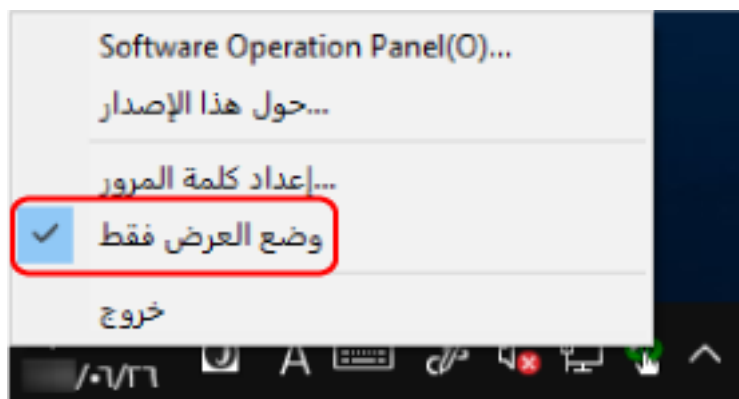 Software Operation Panel(O)...
حول هذا الإصدار...
إعداد كلمة المرور...
وضع العرض فقط
خروج
A
/٠٦/٢٦